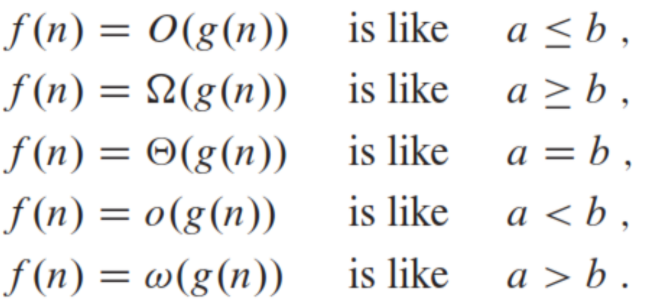 f(n) = O(g(n)) is like a ≤ b ,
f(n) = Ω(g(n)) is like a ≥ b ,
f(n) = Θ(g(n)) is like a = b ,
f(n) = o(g(n)) is like a < b ,
f(n) = ω(g(n)) is like a > b .